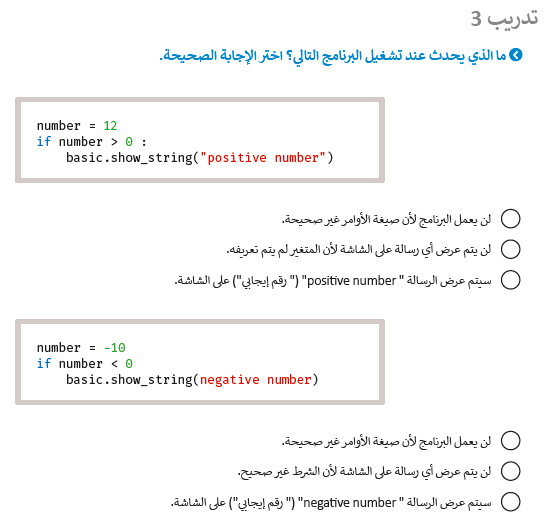 تدريب 3
ما الذي يحدث عند تشغيل البرنامج التالي؟ اختر الإجابة الصحيحة.
number = 12
if number > 0 :
    basic.show_string("positive number")
لن يعمل البرنامج لأن صيغة الأوامر غير صحيحة.
لن يتم عرض أي رسالة على الشاشة لأن المتغير لم يتم تعريفه.
سيتم عرض الرسالة " positive number" (" رقم إيجابي") على الشاشة.
number = -10
if number < 0
    basic.show_string(negative number)
لن يعمل البرنامج لأن صيغة الأوامر غير صحيحة.
لن يتم عرض أي رسالة على الشاشة لأن الشرط غير صحيح.
سيتم عرض الرسالة " negative number" (" رقم إيجابي") على الشاشة.